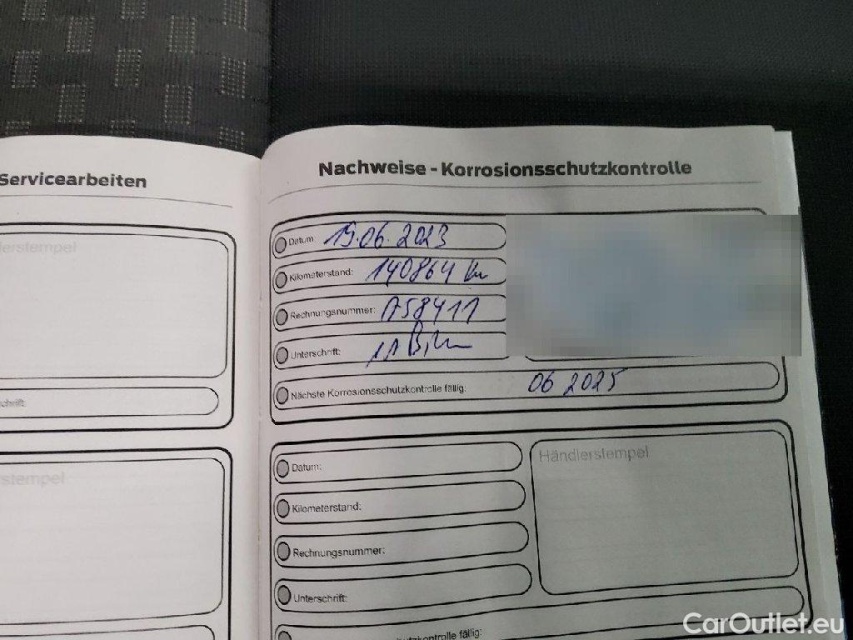 Servicearbeiten
Nachweise - Korrosionsschutzkontrolle
Datum: 19.06.2023
Kilometerstand: 140864 km
Rechnungsnummer: 158411
Unterschrift:
Nächste Korrosionsschutzkontrolle fällig: 06 2025
Datum:
Händlerstempel
Kilometerstand:
Rechnungsnummer:
Unterschrift:
CarOutlet.eu